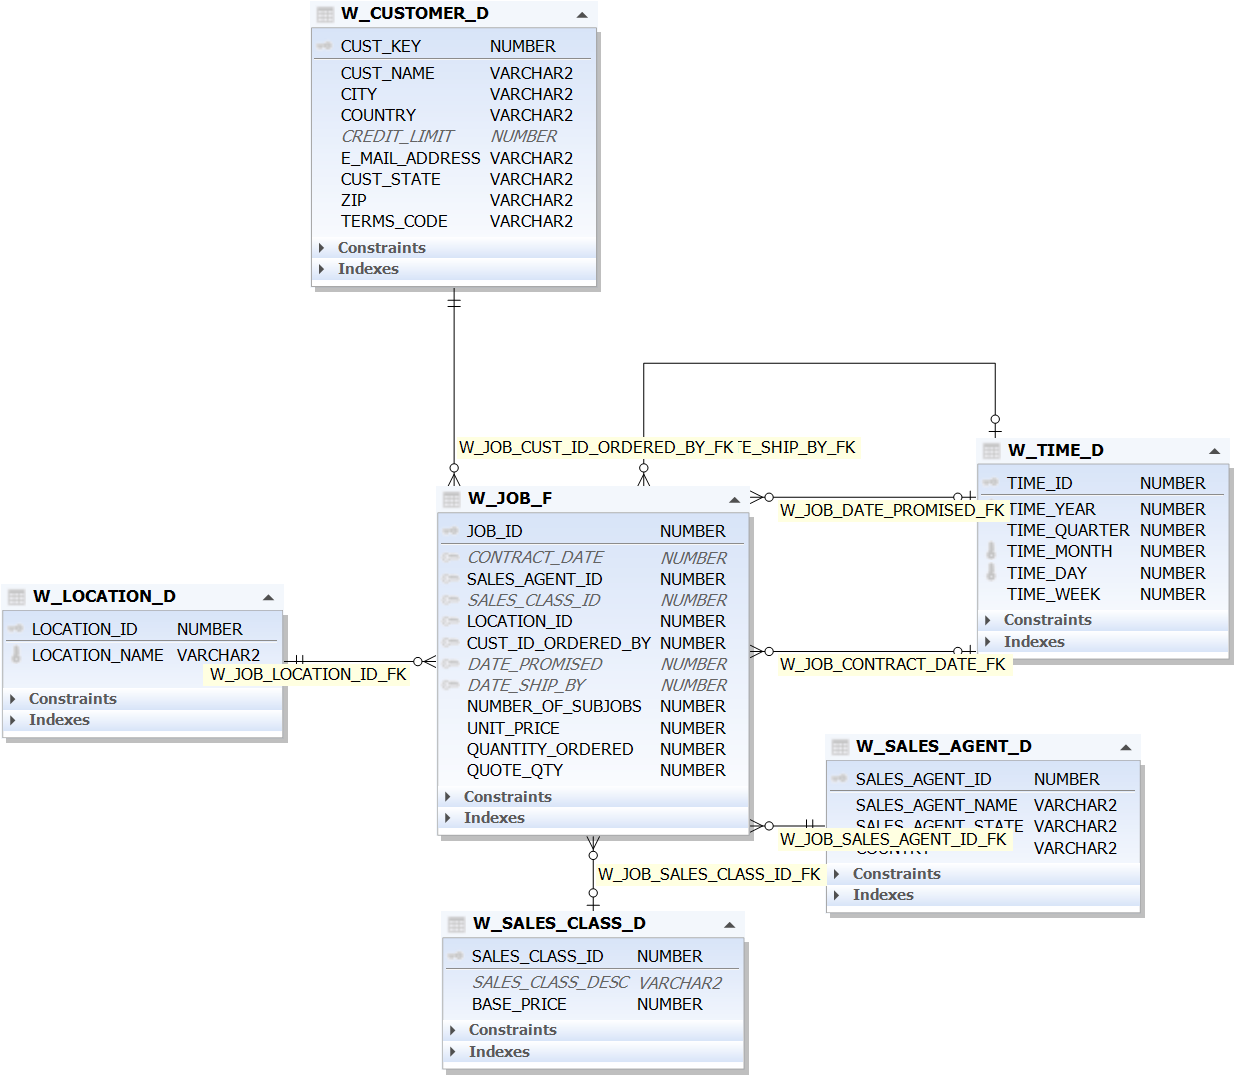 W_CUSTOMER_D
CUST_KEY NUMBER
CUST_NAME VARCHAR2
CITY VARCHAR2
COUNTRY VARCHAR2
CREDIT_LIMIT NUMBER
E_MAIL_ADDRESS VARCHAR2
CUST_STATE VARCHAR2
ZIP VARCHAR2
TERMS_CODE VARCHAR2
Constraints
Indexes
W_JOB_CUST_ID_ORDERED_BY_FK
E_SHIP_BY_FK
W_TIME_D
TIME_ID NUMBER
TIME_YEAR NUMBER
TIME_QUARTER NUMBER
TIME_MONTH NUMBER
TIME_DAY NUMBER
TIME_WEEK NUMBER
Constraints
Indexes
W_JOB_DATE_PROMISED_FK
W_JOB_CONTRACT_DATE_FK
W_JOB_F
JOB_ID NUMBER
CONTRACT_DATE NUMBER
SALES_AGENT_ID NUMBER
SALES_CLASS_ID NUMBER
LOCATION_ID NUMBER
CUST_ID_ORDERED_BY NUMBER
DATE_PROMISED NUMBER
DATE_SHIP_BY NUMBER
NUMBER_OF_SUBJOBS NUMBER
UNIT_PRICE NUMBER
QUANTITY_ORDERED NUMBER
QUOTE_QTY NUMBER
Constraints
Indexes
W_LOCATION_D
LOCATION_ID NUMBER
LOCATION_NAME VARCHAR2
W_JOB_LOCATION_ID_FK
Constraints
Indexes
W_SALES_AGENT_D
SALES_AGENT_ID NUMBER
SALES_AGENT_NAME VARCHAR2
SALES_AGENT_STATE VARCHAR2
W_JOB_SALES_AGENT_ID_FK
COUNTRY VARCHAR2
Constraints
Indexes
W_JOB_SALES_CLASS_ID_FK
W_SALES_CLASS_D
SALES_CLASS_ID NUMBER
SALES_CLASS_DESC VARCHAR2
BASE_PRICE NUMBER
Constraints
Indexes